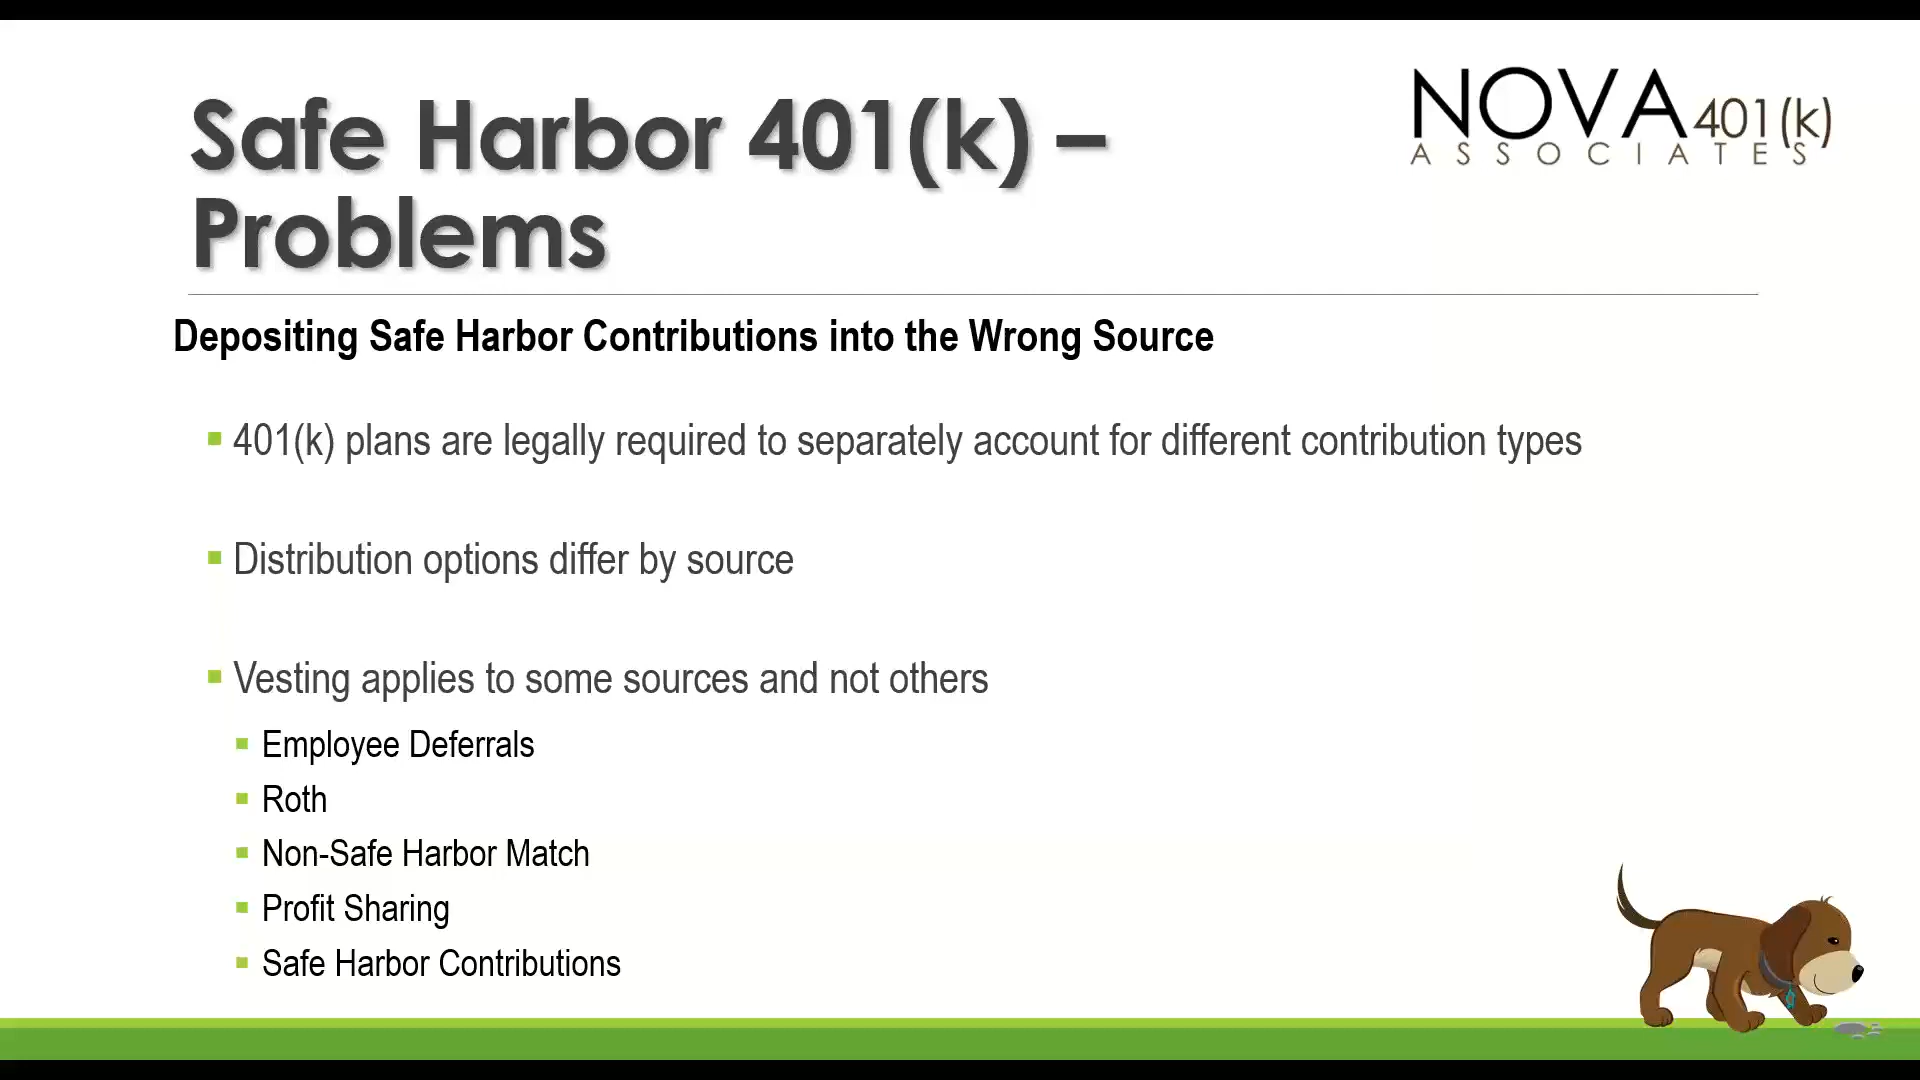 Safe Harbor 401(k) –
Problems
NOVA 401(k)
ASSOCIATES
Depositing Safe Harbor Contributions into the Wrong Source
401(k) plans are legally required to separately account for different contribution types
Distribution options differ by source
Vesting applies to some sources and not others
Employee Deferrals
Roth
Non-Safe Harbor Match
Profit Sharing
Safe Harbor Contributions